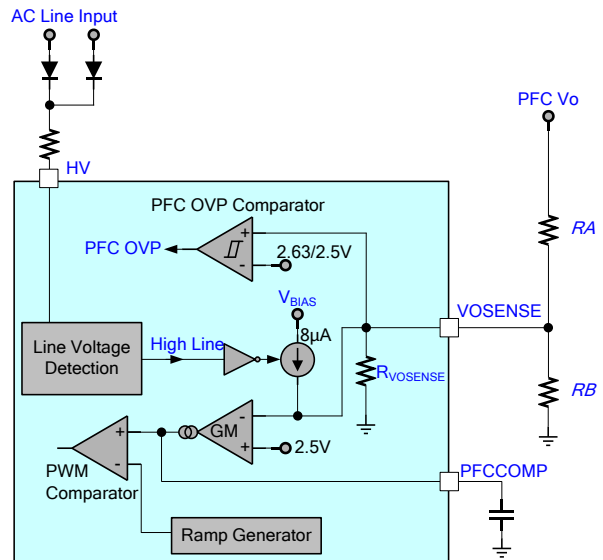 AC Line Input
PFC Vo
HV
PFC OVP Comparator
PFC OVP
+
-
2.63/2.5V
RA
VBIAS
8µA
VOSENSE
Line Voltage
Detection
High Line
RVOSENSE
RB
-
GM
+
2.5V
+
-
PWM
Comparator
PFCCOMP
Ramp Generator